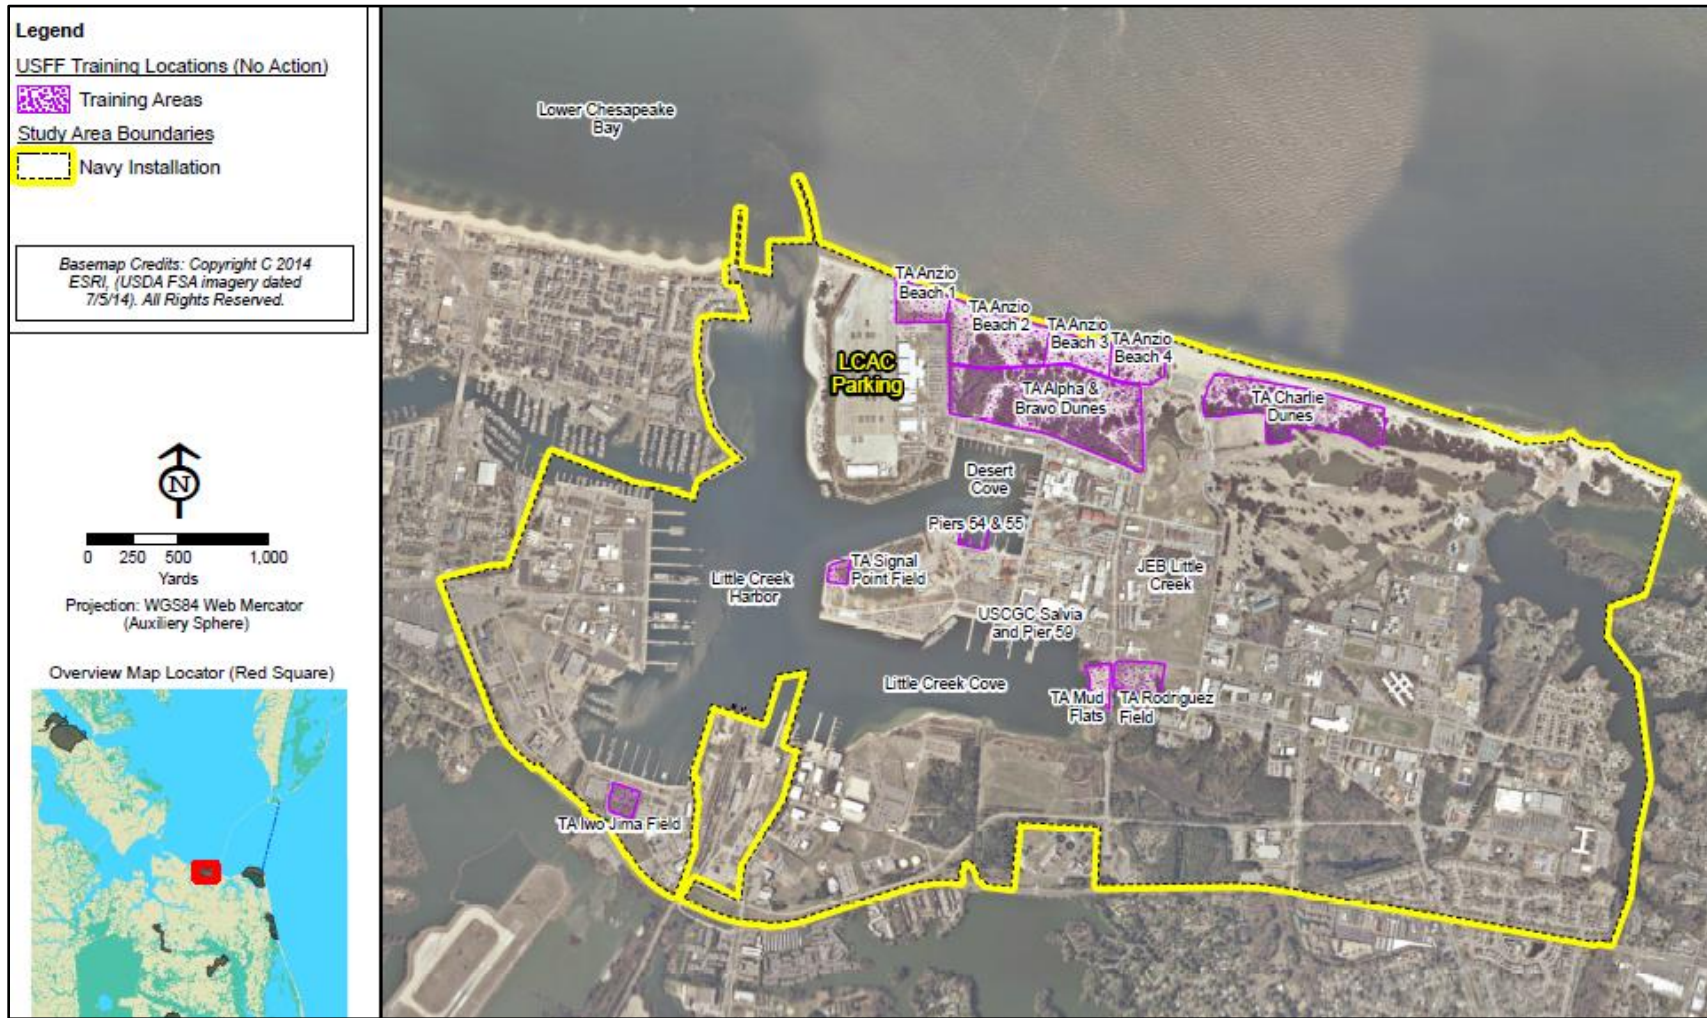 Legend
USFF Training Locations (No Action)
Training Areas
Study Area Boundaries
Navy Installation
Basemap Credits: Copyright C 2014
ESRI, (USDA FSA imagery dated
7/5/14). All Rights Reserved.
N
0 250 500 1,000
Yards
Projection: WGS84 Web Mercator
(Auxiliery Sphere)
Overview Map Locator (Red Square)
Lower Chesapeake
Bay
TA Anzio
Beach 1
TA Anzio
Beach 2
TA Anzio
Beach 3
TA Anzio
Beach 4
LCAC
Parking
TA Alpha &
Bravo Dunes
TA Charlie
Dunes
Desert
Cove
Piers 54 & 55
TA Signal
Point Field
Little Creek
Harbor
JEB Little
Creek
USCGC Salvia
and Pier 59
Little Creek Cove
TA Mud
Flats
TA Rodriguez
Field
TA Iwo Jima Field